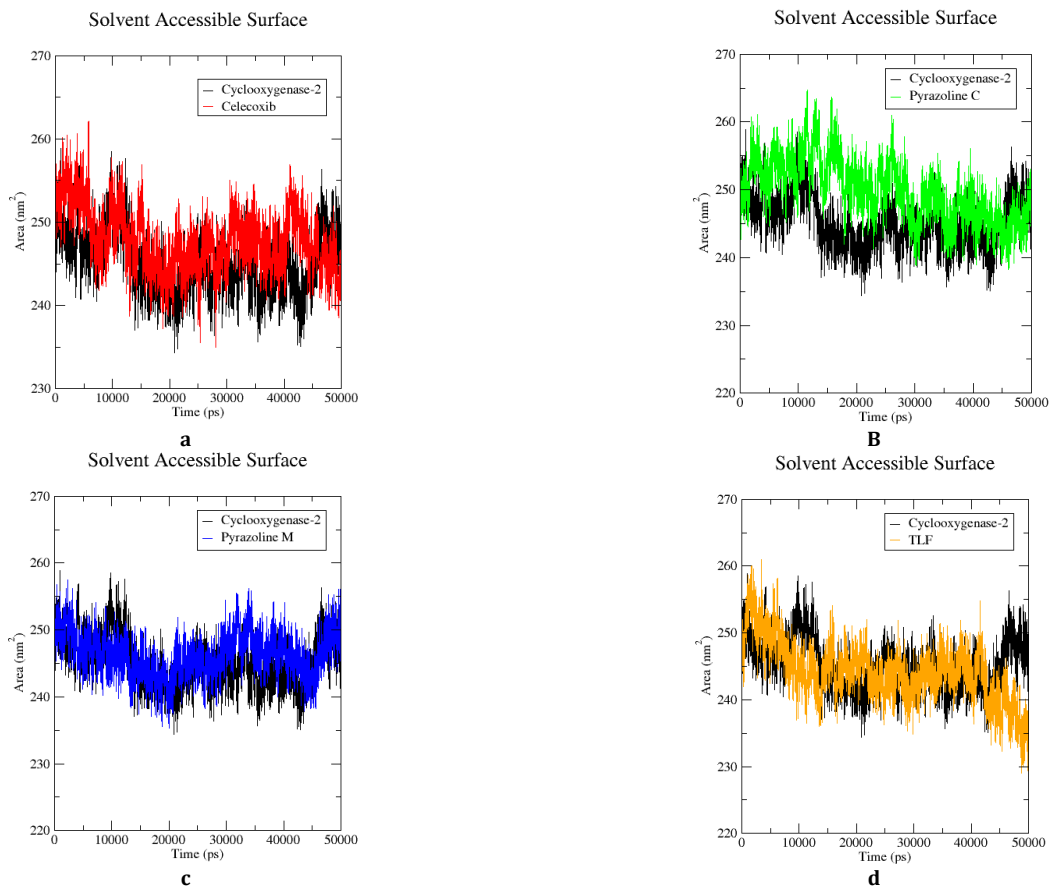 Solvent Accessible Surface
270
260
250
240
230
Area (nm²)
Cyclooxygenase-2
Celecoxib
0 10000 20000 30000 40000 50000
Time (ps)
a
Solvent Accessible Surface
270
260
250
240
230
220
Area (nm²)
Cyclooxygenase-2
Pyrazoline C
0 10000 20000 30000 40000 50000
Time (ps)
B
Solvent Accessible Surface
270
260
250
240
230
220
Area (nm²)
Cyclooxygenase-2
Pyrazoline M
0 10000 20000 30000 40000 50000
Time (ps)
c
Solvent Accessible Surface
270
260
250
240
230
220
Area (nm²)
Cyclooxygenase-2
TLF
0 10000 20000 30000 40000 50000
Time (ps)
d